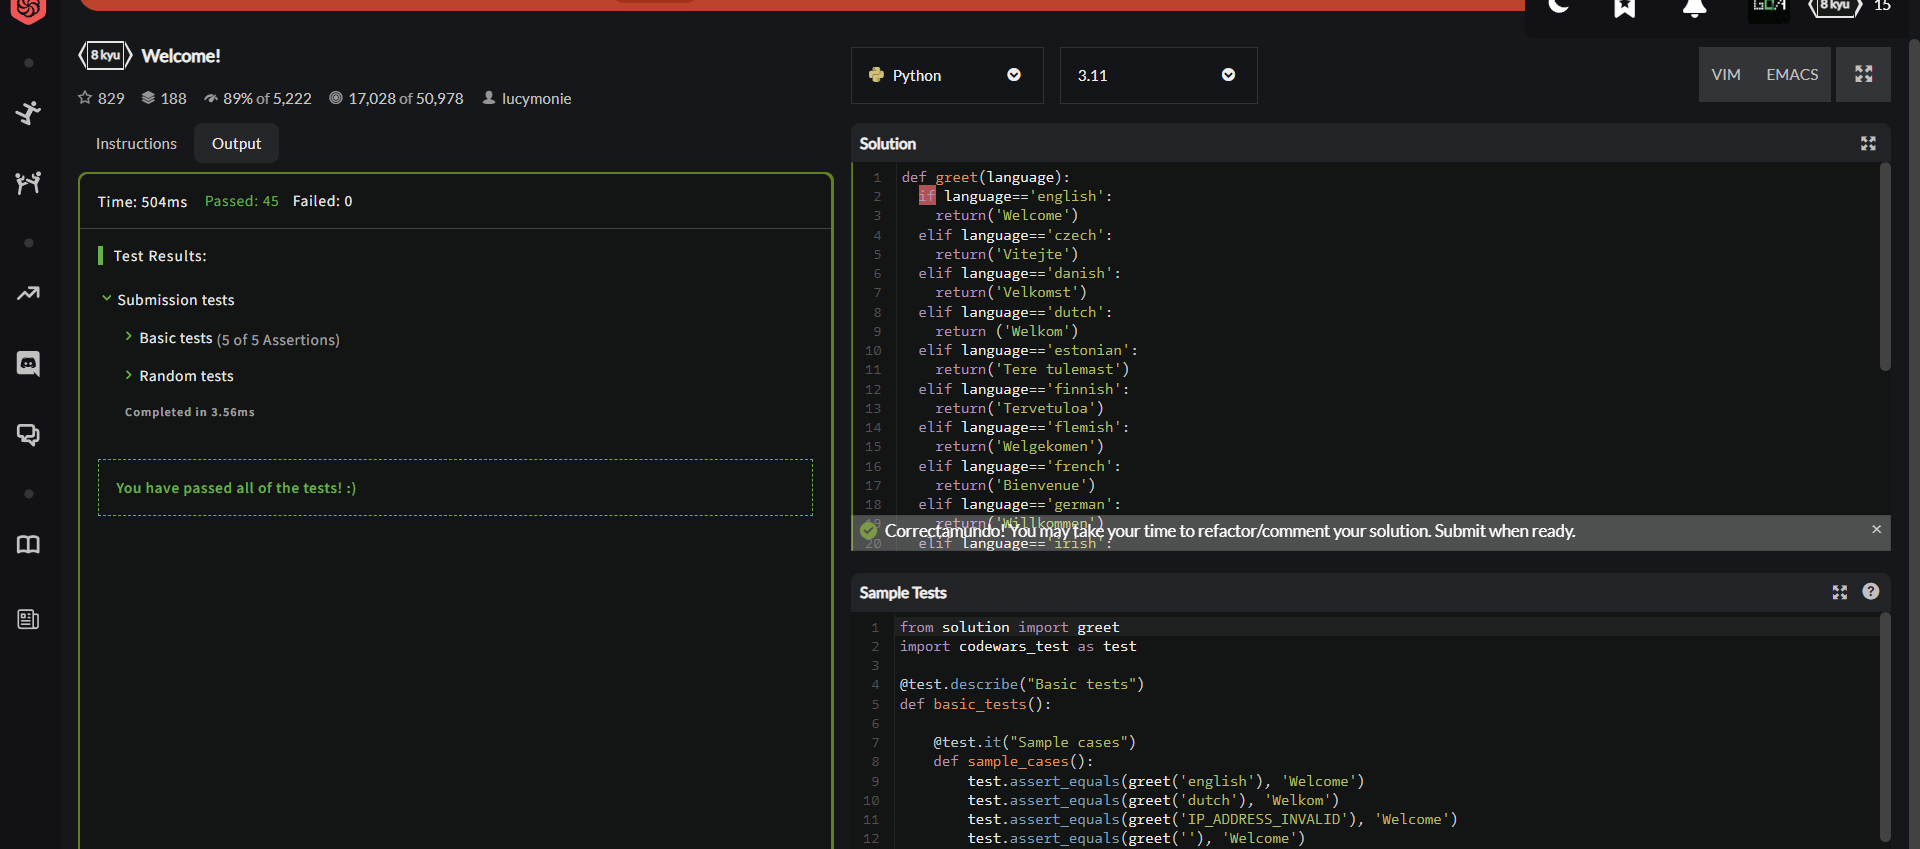 8 kyu
15
8 kyu Welcome!
829 188 89% of 5,222 17,028 of 50,978 lucymonie
Instructions Output
Time: 504ms Passed: 45 Failed: 0
Test Results:
Submission tests
Basic tests (5 of 5 Assertions)
Random tests
Completed in 3.56ms
You have passed all of the tests! :)
Python
3.11
VIM EMACS
Solution
1 def greet(language):
2 if language=='english':
3 return('Welcome')
4 elif language=='czech':
5 return('Vitejte')
6 elif language=='danish':
7 return('Velkomst')
8 elif language=='dutch':
9 return ('Welkom')
10 elif language=='estonian':
11 return('Tere tulemast')
12 elif language=='finnish':
13 return('Tervetuloa')
14 elif language=='flemish':
15 return('Welgekomen')
16 elif language=='french':
17 return('Bienvenue')
18 elif language=='german':
19 return('Willkommen')
Correctamundo! You may take your time to refactor/comment your solution. Submit when ready.
20 elif language=='irish':
Sample Tests
1 from solution import greet
2 import codewars_test as test
3
4 @test.describe("Basic tests")
5 def basic_tests():
6
7 @test.it("Sample cases")
8 def sample_cases():
9 test.assert_equals(greet('english'), 'Welcome')
10 test.assert_equals(greet('dutch'), 'Welkom')
11 test.assert_equals(greet('IP_ADDRESS_INVALID'), 'Welcome')
12 test.assert_equals(greet(''), 'Welcome')